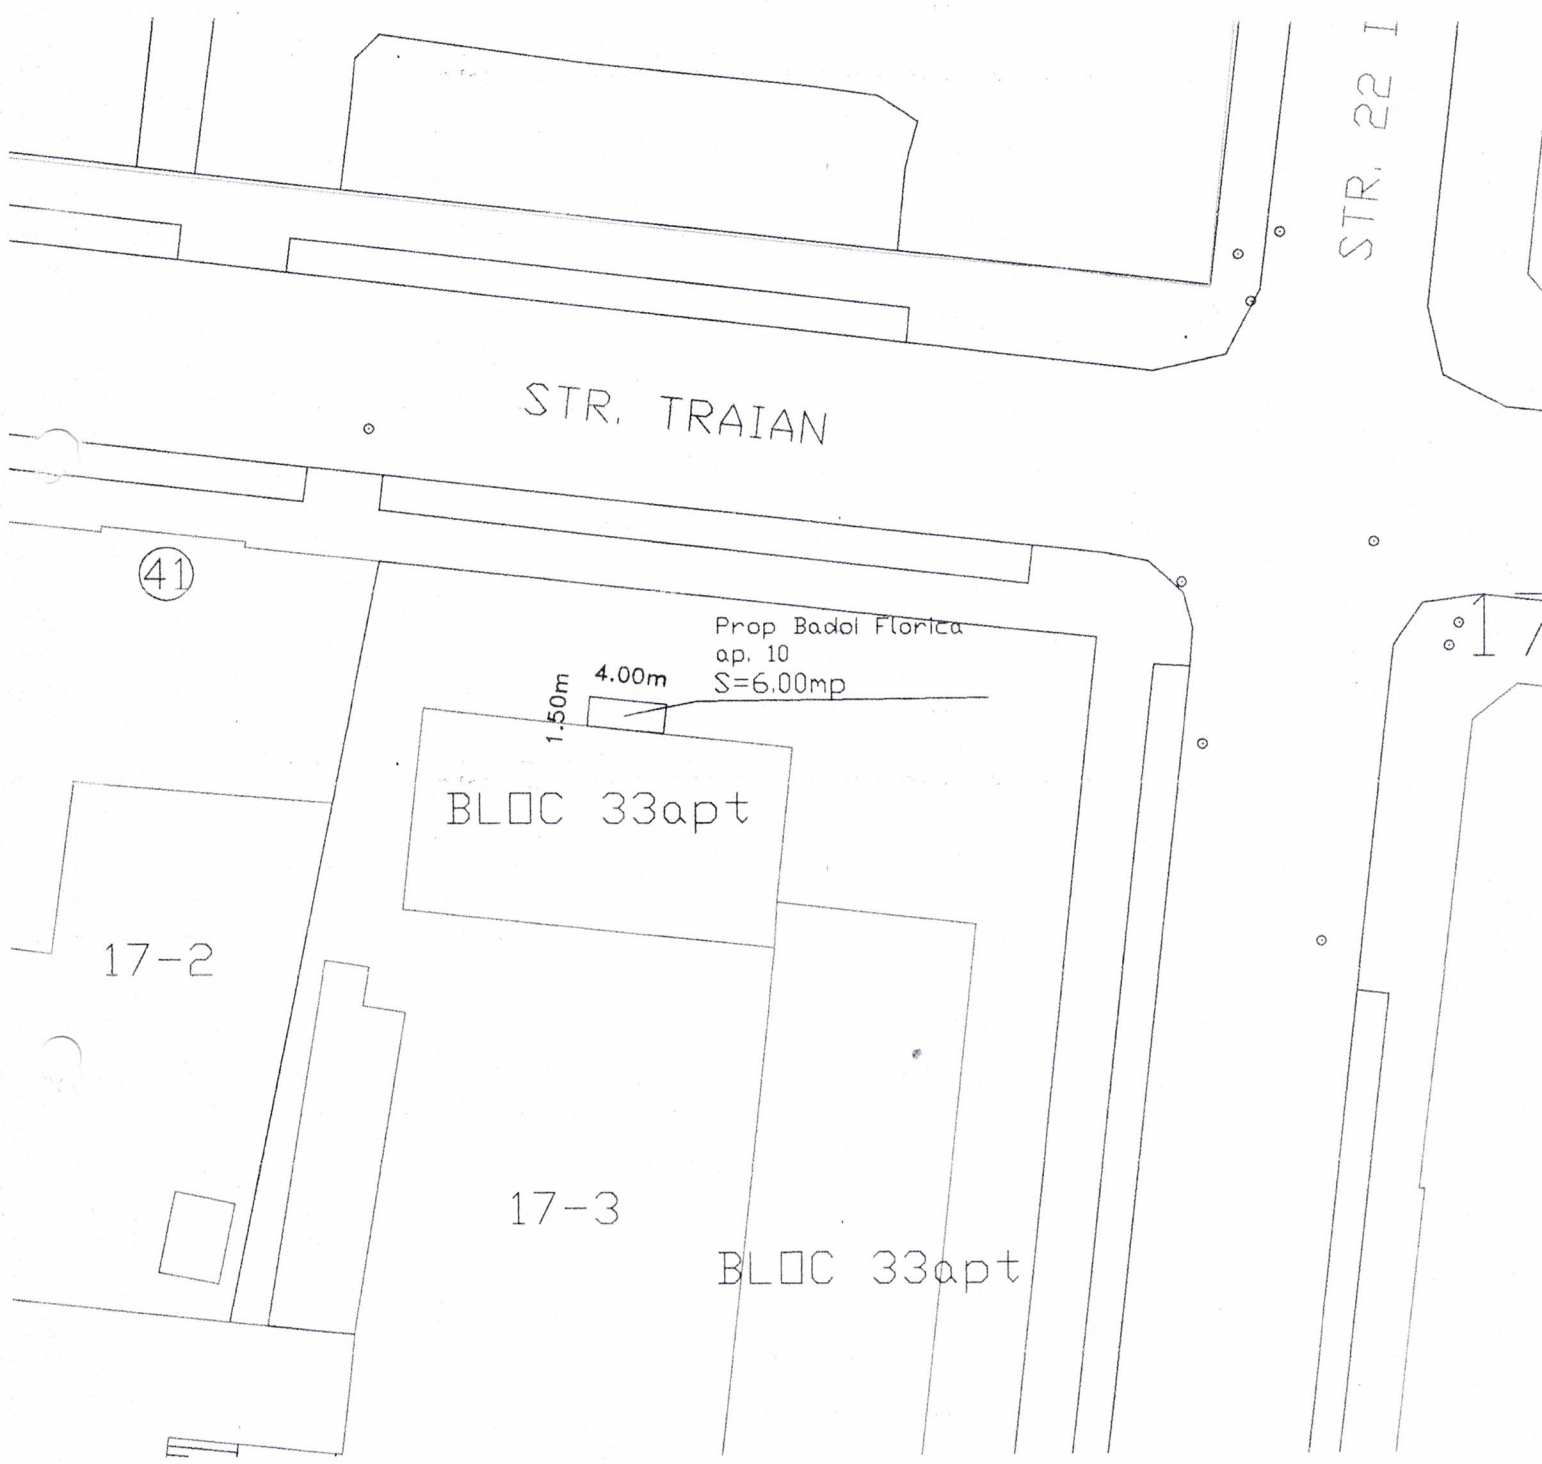 STR. 22
STR. TRAIAN
41
Prop Badoi Florica
ap. 10
S=6.00mp
4.00m
1.50m
BLOC 33apt
17-2
17-3
BLOC 33apt